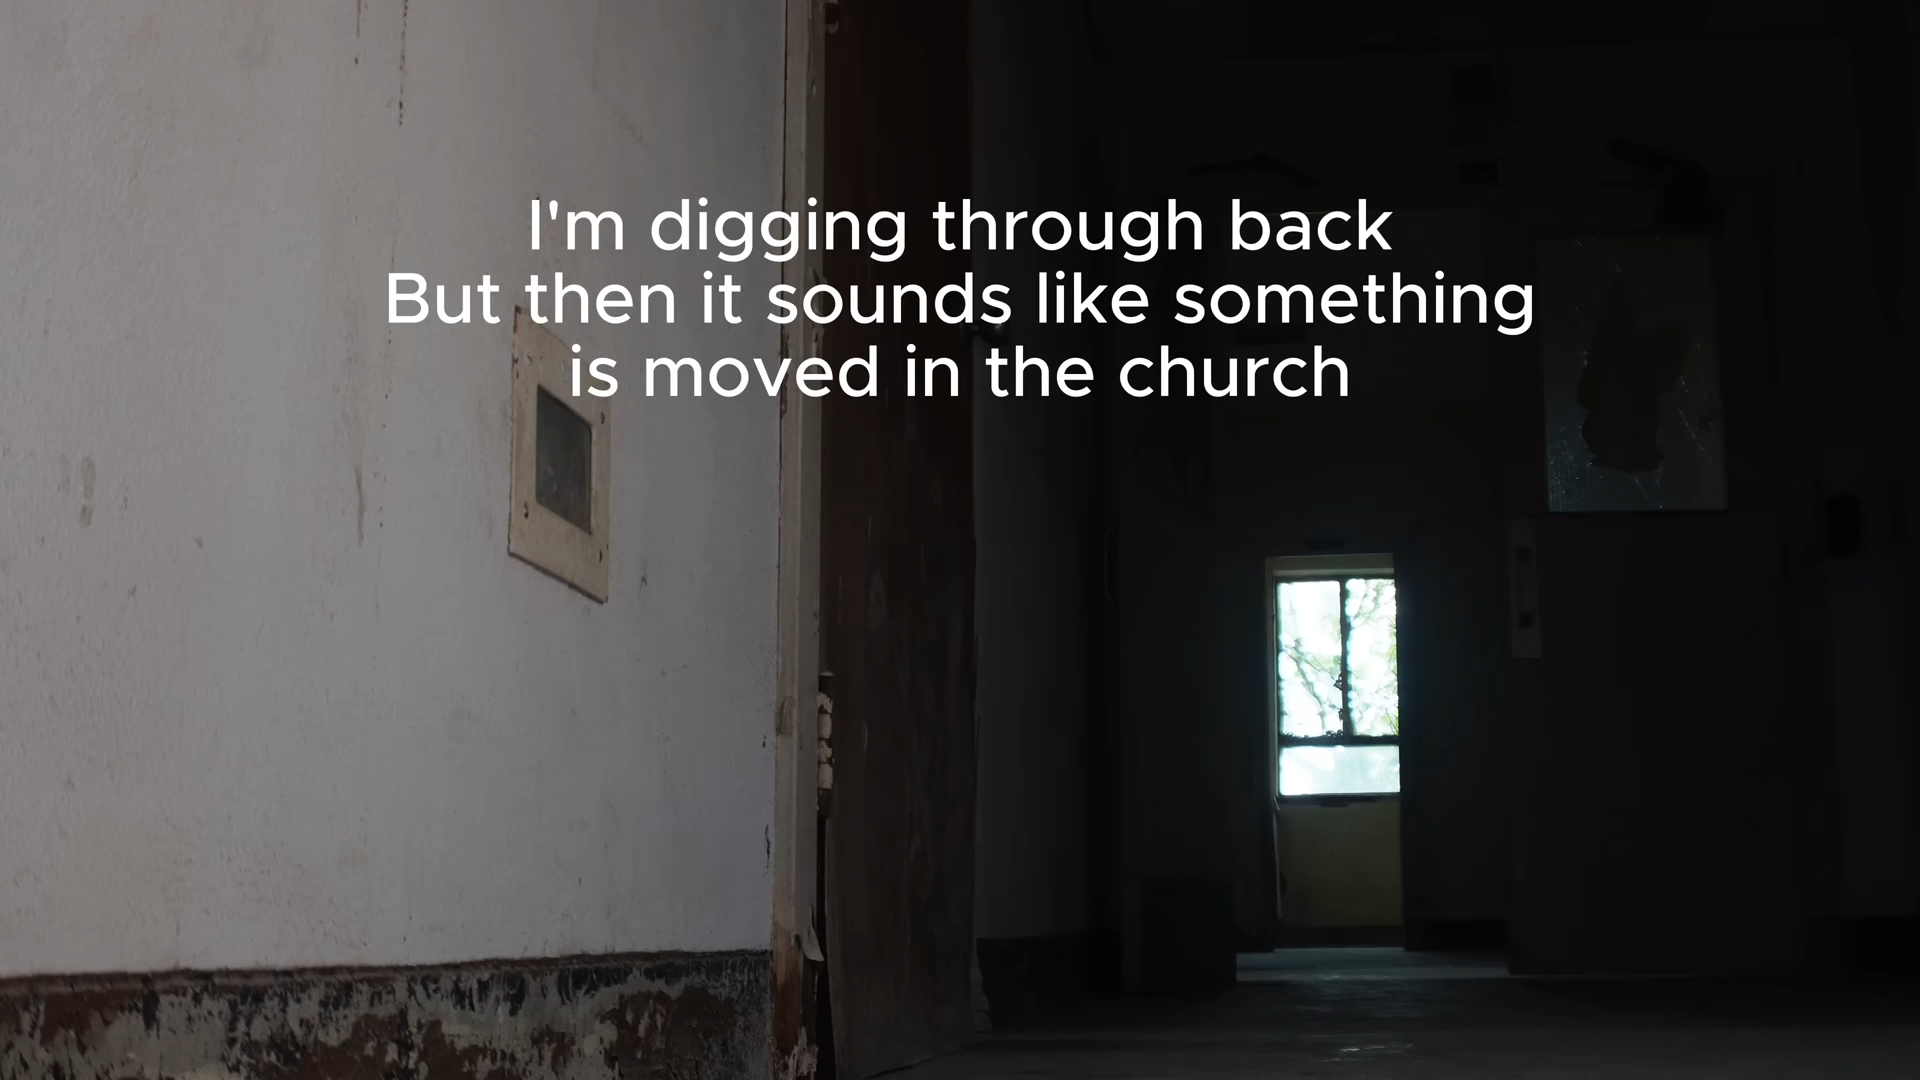 I'm digging through back
But then it sounds like something
is moved in the church